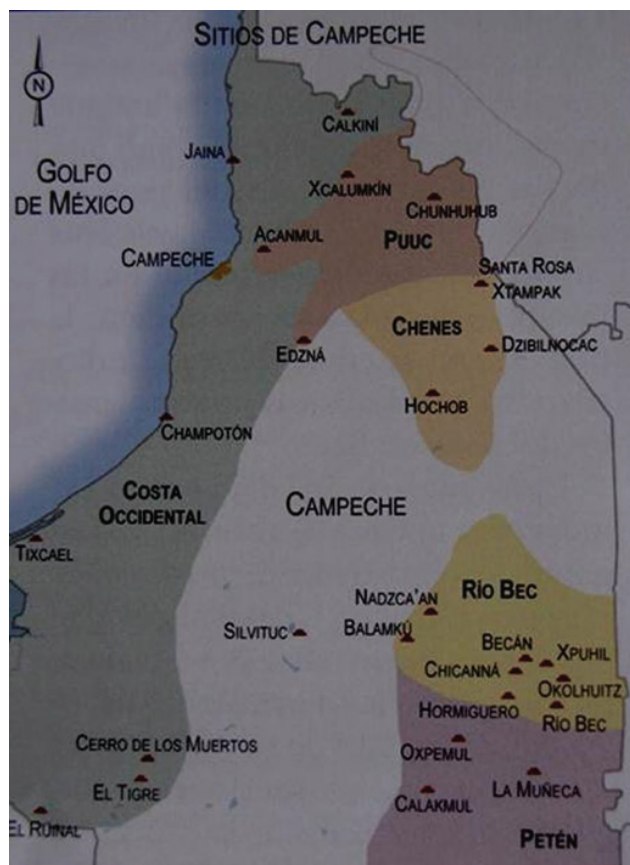 SITIOS DE CAMPECHE
N
CALKINÍ
JAINA
GOLFO
DE MÉXICO
XCALUMKÍN
CHUNHUHUB
ACANMUL
PUUC
CAMPECHE
SANTA ROSA
XTAMPAK
CHENES
EDZNÁ
DZIBILNOCAC
HOCHOB
CHAMPOTÓN
COSTA
OCCIDENTAL
CAMPECHE
TIXCAEL
RÍO BEC
NADZCA'AN
SILVITUC
BALAMKÚ
BECÁN
XPUHIL
CHICANNÁ
OKOLHUITZ
HORMIGUERO
RÍO BEC
CERRO DE LOS MUERTOS
OXPEMUL
EL TIGRE
LA MUÑECA
CALAKMUL
EL RUINAL
PETÉN